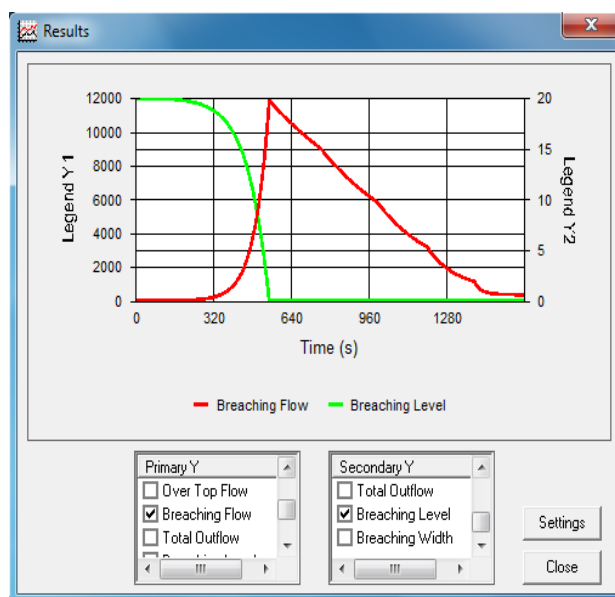 Results
x
12000
10000
8000
6000
4000
2000
0
20
15
10
5
0
Legend Y 1
Legend Y2
0 320 640 960 1280
Time (s)
Breaching Flow Breaching Level
Primary Y
Over Top Flow
Breaching Flow
Total Outflow
Secondary Y
Total Outflow
Breaching Level
Breaching Width
Settings
Close